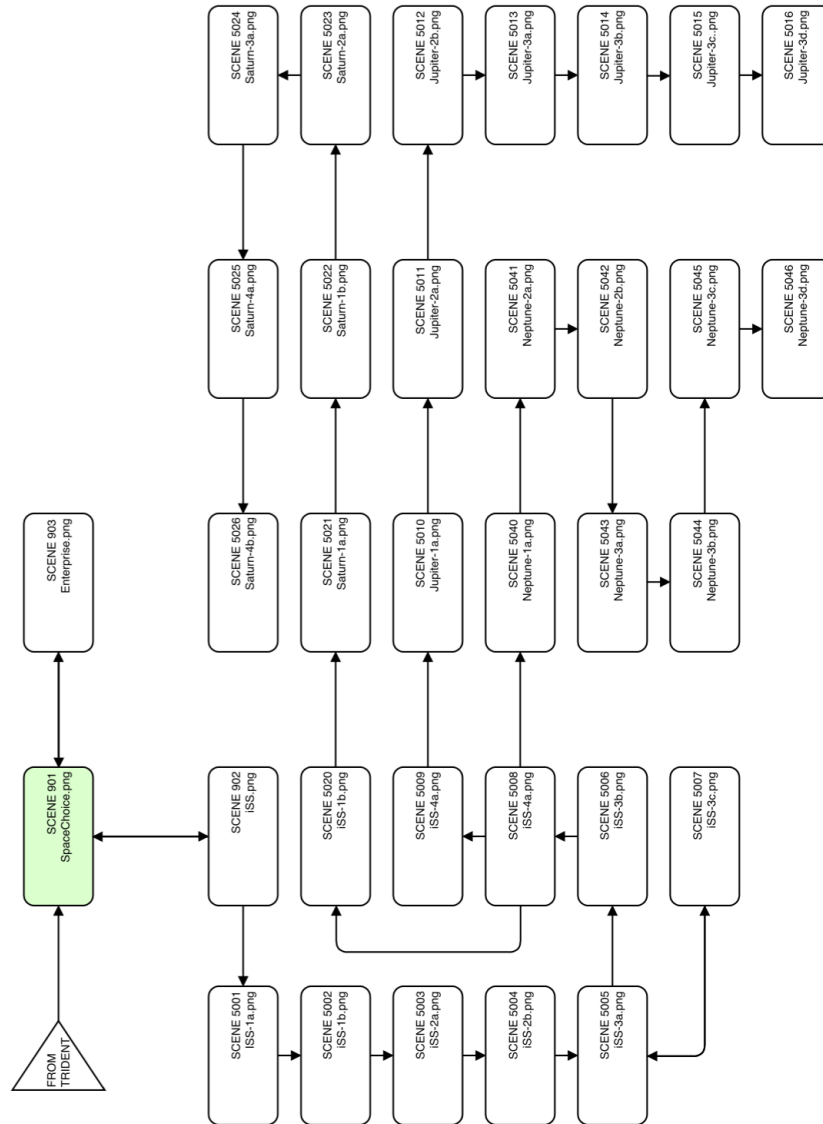 SCENE 5024
Saturn-3a.png
SCENE 5023
Saturn-2a.png
SCENE 5012
Jupiter-2b.png
SCENE 5013
Jupiter-3a.png
SCENE 5014
Jupiter-3b.png
SCENE 5015
Jupiter-3c..png
SCENE 5016
Jupiter-3d.png
SCENE 5025
Saturn-4a.png
SCENE 5022
Saturn-1b.png
SCENE 5011
Jupiter-2a.png
SCENE 5041
Neptune-2a.png
SCENE 5042
Neptune-2b.png
SCENE 5045
Neptune-3c.png
SCENE 5046
Neptune-3d.png
SCENE 903
Enterprise.png
SCENE 5026
Saturn-4b.png
SCENE 5021
Saturn-1a.png
SCENE 5010
Jupiter-1a.png
SCENE 5040
Neptune-1a.png
SCENE 5043
Neptune-3a.png
SCENE 5044
Neptune-3b.png
SCENE 901
SpaceChoice.png
SCENE 902
iSS.png
SCENE 5020
iSS-1b.png
SCENE 5009
iSS-4a.png
SCENE 5008
iSS-4a.png
SCENE 5006
iSS-3b.png
SCENE 5007
iSS-3c.png
FROM
TRIDENT
SCENE 5001
ISS-1a.png
SCENE 5002
iSS-1b.png
SCENE 5003
iSS-2a.png
SCENE 5004
iSS-2b.png
SCENE 5005
iSS-3a.png